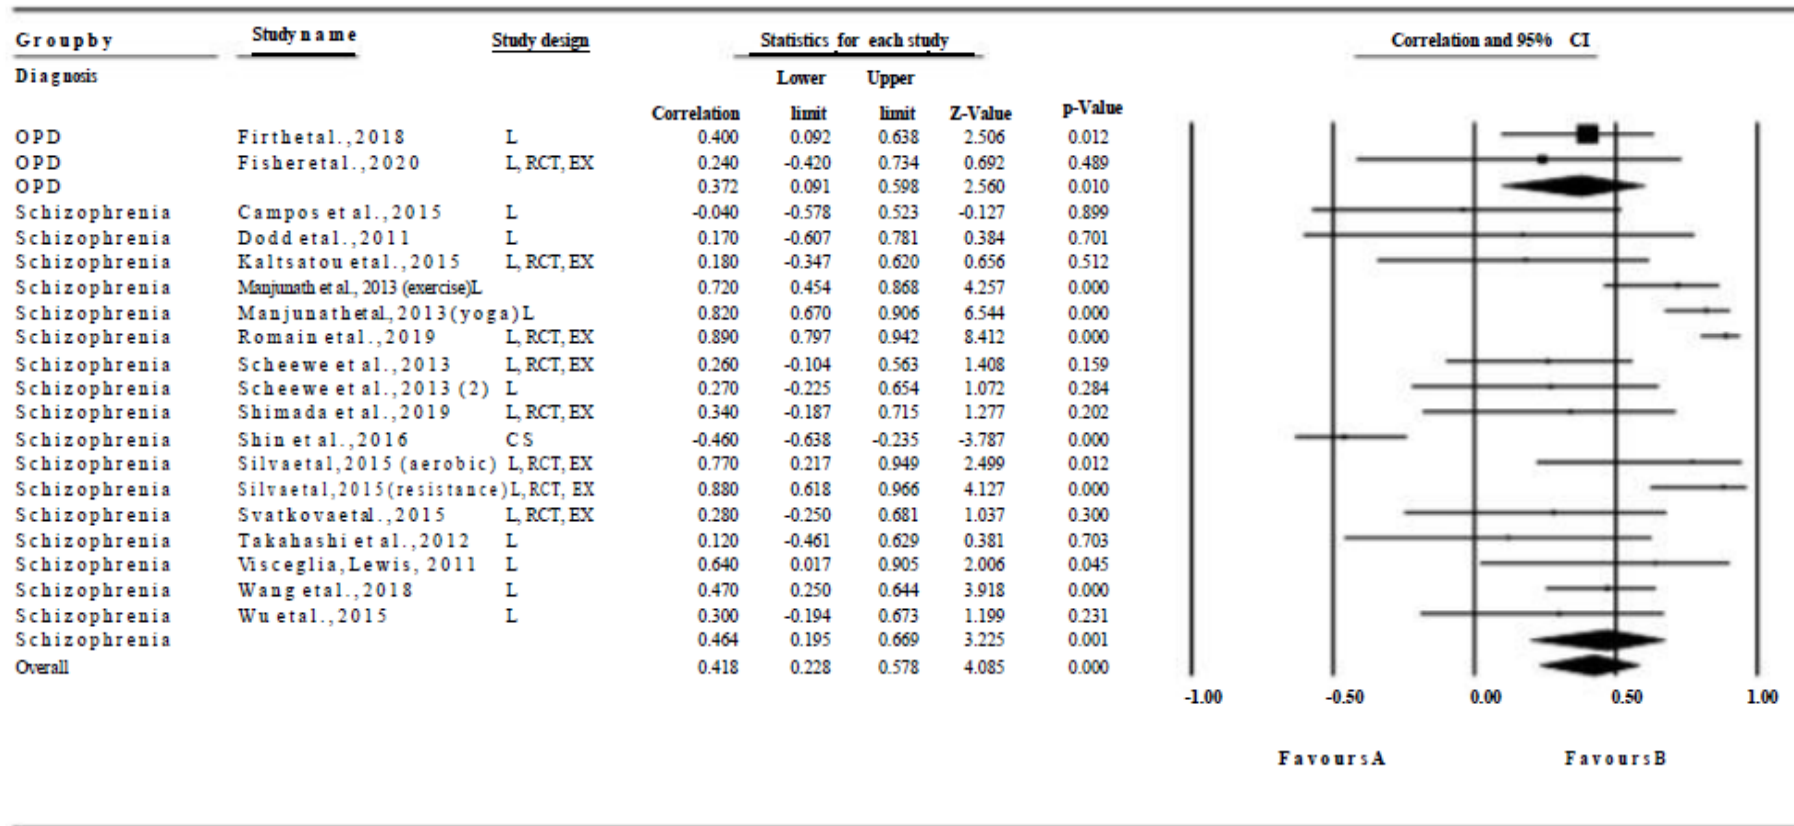 Group by Study name Study design Statistics for each study Correlation and 95% CI
Diagnosis Lower Upper
Correlation limit limit Z-Value p-Value
OPD Firthetal.,2018 L 0.400 0.092 0.638 2.506 0.012
OPD Fisheretal.,2020 L, RCT, EX 0.240 -0.420 0.734 0.692 0.489
OPD 0.372 0.091 0.598 2.560 0.010
Schizophrenia Campos et al.,2015 L -0.040 -0.578 0.523 -0.127 0.899
Schizophrenia Dodd etal.,2011 L 0.170 -0.607 0.781 0.384 0.701
Schizophrenia Kaltsatou etal.,2015 L, RCT, EX 0.180 -0.347 0.620 0.656 0.512
Schizophrenia Manjunath et al., 2013 (exercise)L 0.720 0.454 0.868 4.257 0.000
Schizophrenia Manjunathetal,2013(yoga)L 0.820 0.670 0.906 6.544 0.000
Schizophrenia Romain etal.,2019 L, RCT, EX 0.890 0.797 0.942 8.412 0.000
Schizophrenia Scheewe et al.,2013 L, RCT, EX 0.260 -0.104 0.563 1.408 0.159
Schizophrenia Scheewe et al.,2013 (2) L 0.270 -0.225 0.654 1.072 0.284
Schizophrenia Shimada et al.,2019 L, RCT, EX 0.340 -0.187 0.715 1.277 0.202
Schizophrenia Shin et al.,2016 CS -0.460 -0.638 -0.235 -3.787 0.000
Schizophrenia Silvaetal,2015 (aerobic) L, RCT, EX 0.770 0.217 0.949 2.499 0.012
Schizophrenia Silvaetal,2015(resistance)L, RCT, EX 0.880 0.618 0.966 4.127 0.000
Schizophrenia Svatkovaetal.,2015 L, RCT, EX 0.280 -0.250 0.681 1.037 0.300
Schizophrenia Takahashi et al.,2012 L 0.120 -0.461 0.629 0.381 0.703
Schizophrenia Visceglia,Lewis, 2011 L 0.640 0.017 0.905 2.006 0.045
Schizophrenia Wang etal.,2018 L 0.470 0.250 0.644 3.918 0.000
Schizophrenia Wu etal.,2015 L 0.300 -0.194 0.673 1.199 0.231
Schizophrenia 0.464 0.195 0.669 3.225 0.001
Overall 0.418 0.228 0.578 4.085 0.000
-1.00 -0.50 0.00 0.50 1.00
Favours A Favours B